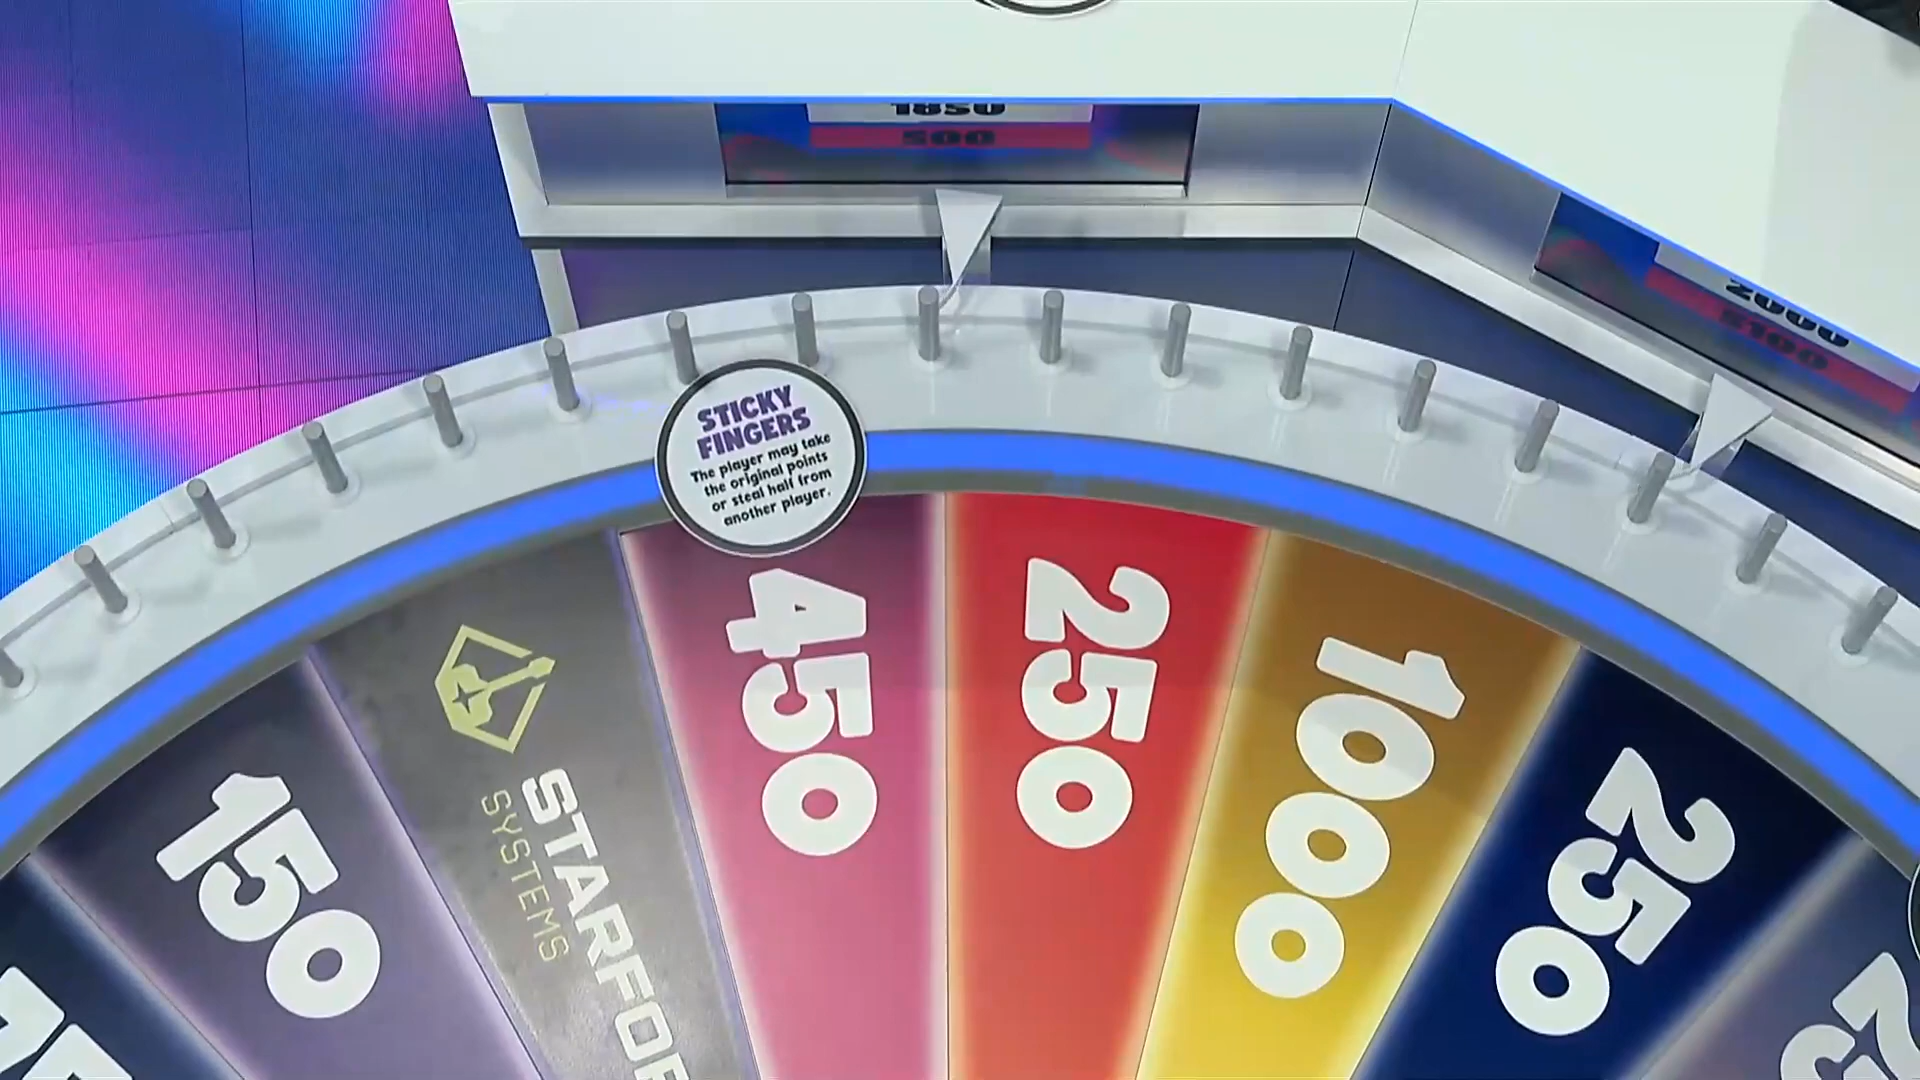 1850
500
2000
5100
STICKY
FINGERS
The player may take
the original points
or steal half from
another player.
150
STARFOR
SYSTEMS
450
250
1000
250